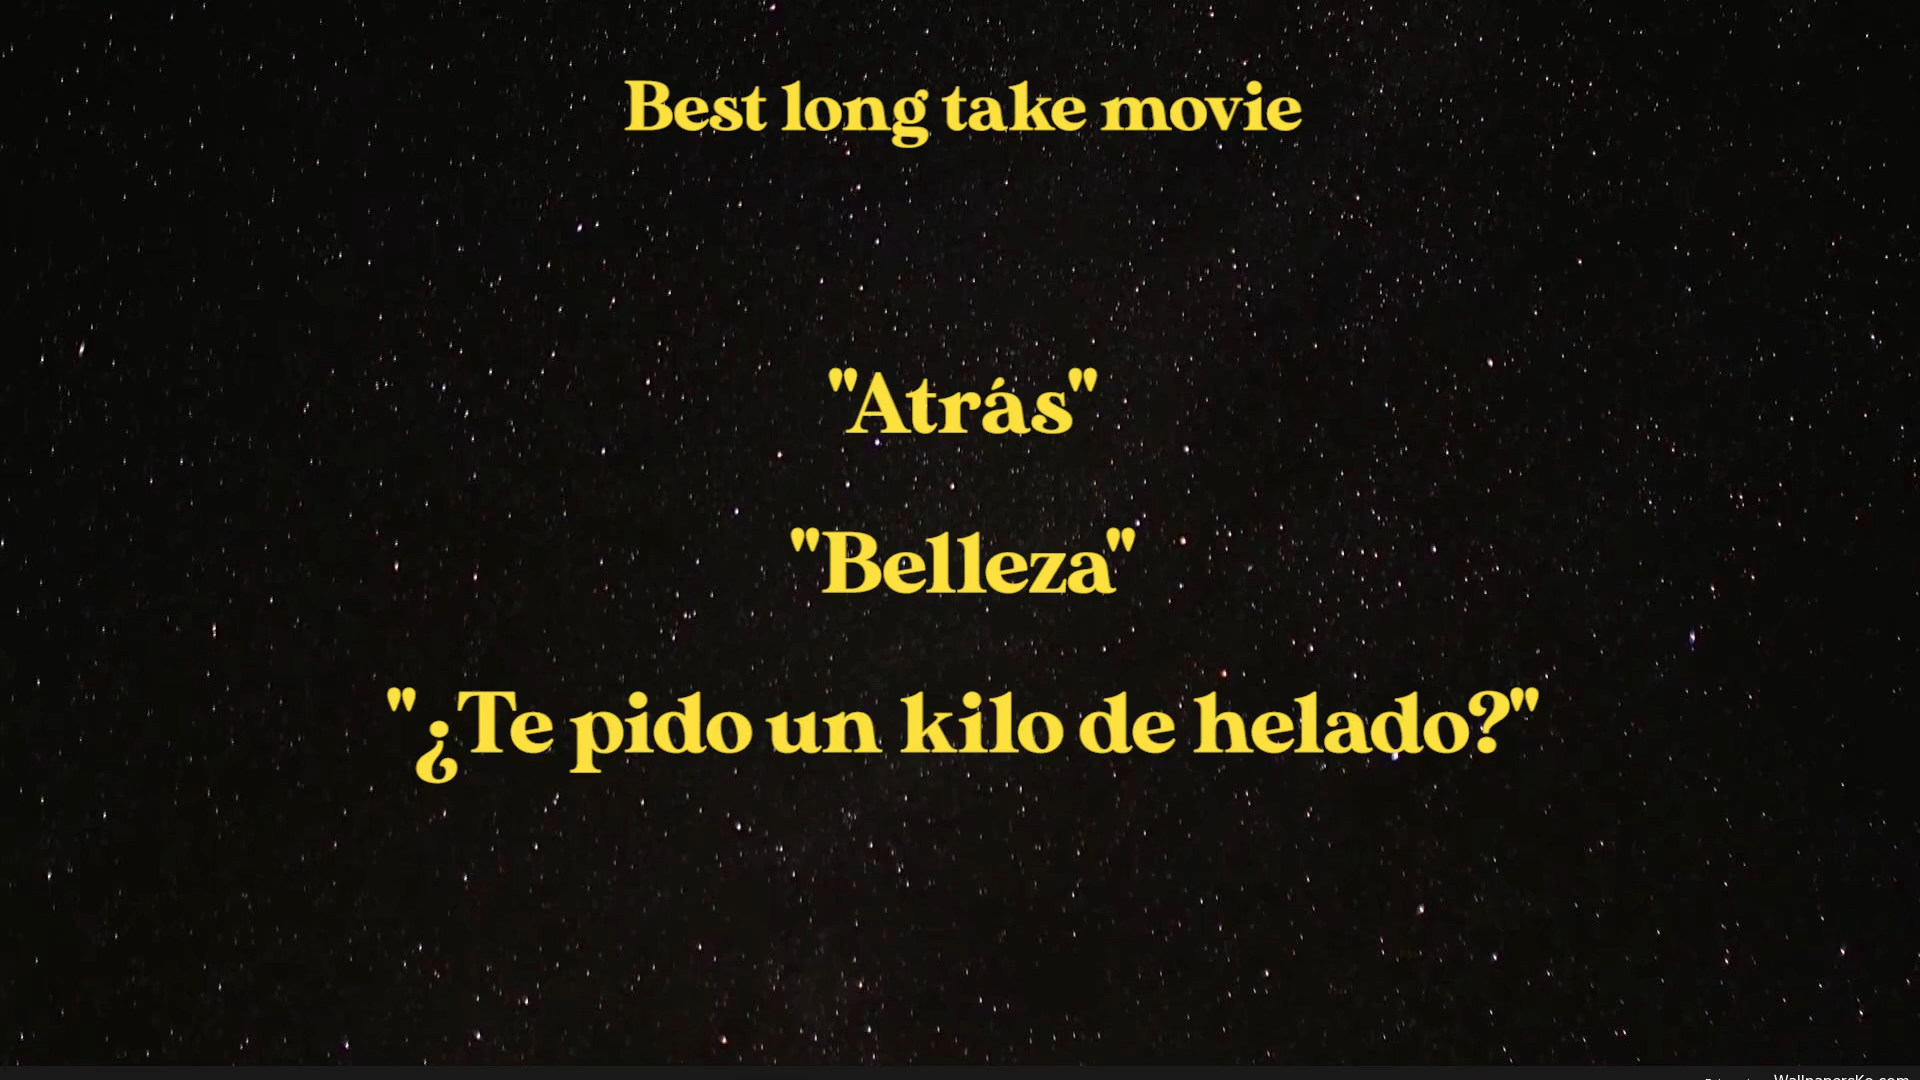 Best long take movie
"Atrás"
"Belleza"
"¿Te pido un kilo de helado?"